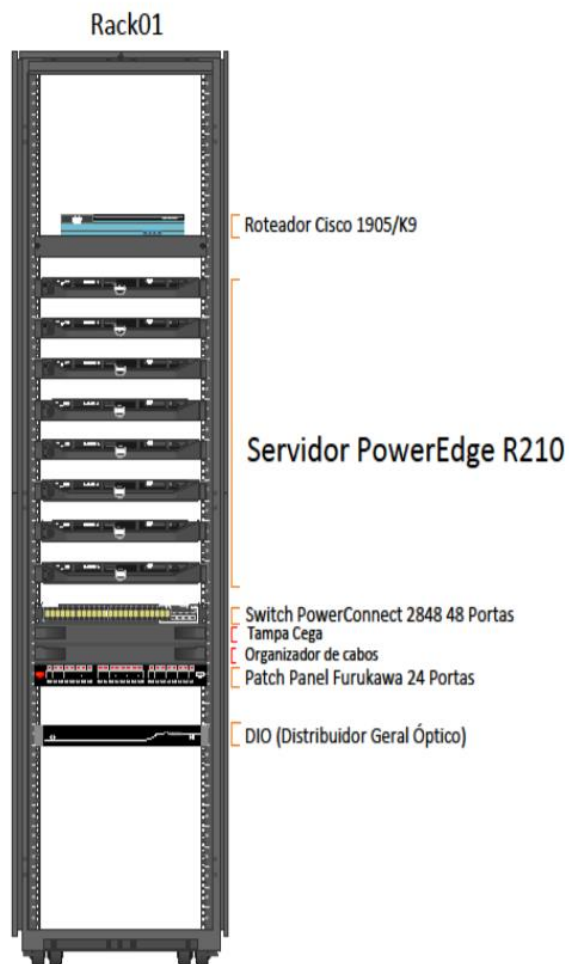 Rack01
Roteador Cisco 1905/K9
Servidor PowerEdge R210
Switch PowerConnect 2848 48 Portas
Tampa Cega
Organizador de cabos
Patch Panel Furukawa 24 Portas
DIO (Distribuidor Geral Óptico)